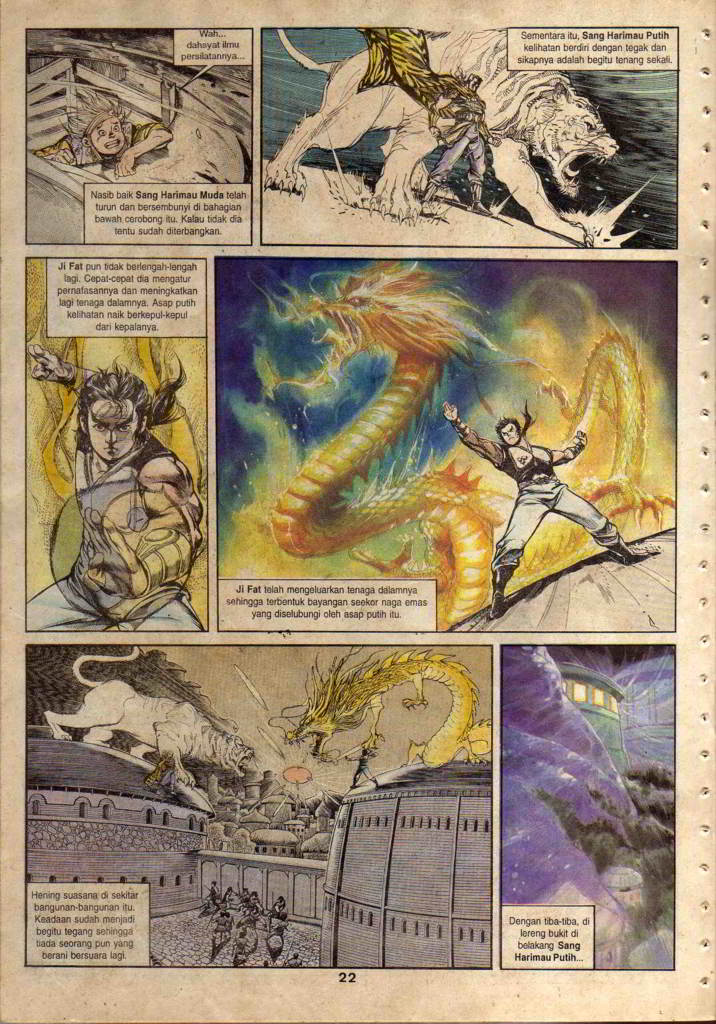 Wah...
dahsyat ilmu
persilatannya...
Nasib baik Sang Harimau Muda telah
turun dan bersembunyi di bahagian
bawah cerobong itu. Kalau tidak dia
tentu sudah diterbangkan.
Sementara itu, Sang Harimau Putih
kelihatan berdiri dengan tegak dan
sikapnya adalah begitu tenang sekali.
Ji Fat pun tidak berlengah-lengah
lagi. Cepat-cepat dia mengatur
pernafasannya dan meningkatkan
lagi tenaga dalamnya. Asap putih
kelihatan naik berkepul-kepul
dari kepalanya.
Ji Fat telah mengeluarkan tenaga dalamnya
sehingga terbentuk bayangan seekor naga emas
yang diselubungi oleh asap putih itu.
Hening suasana di sekitar
bangunan-bangunan itu.
Keadaan sudah menjadi
begitu tegang sehingga
tiada seorang pun yang
berani bersuara lagi.
Dengan tiba-tiba, di
lereng bukit di
belakang Sang
Harimau Putih...
22